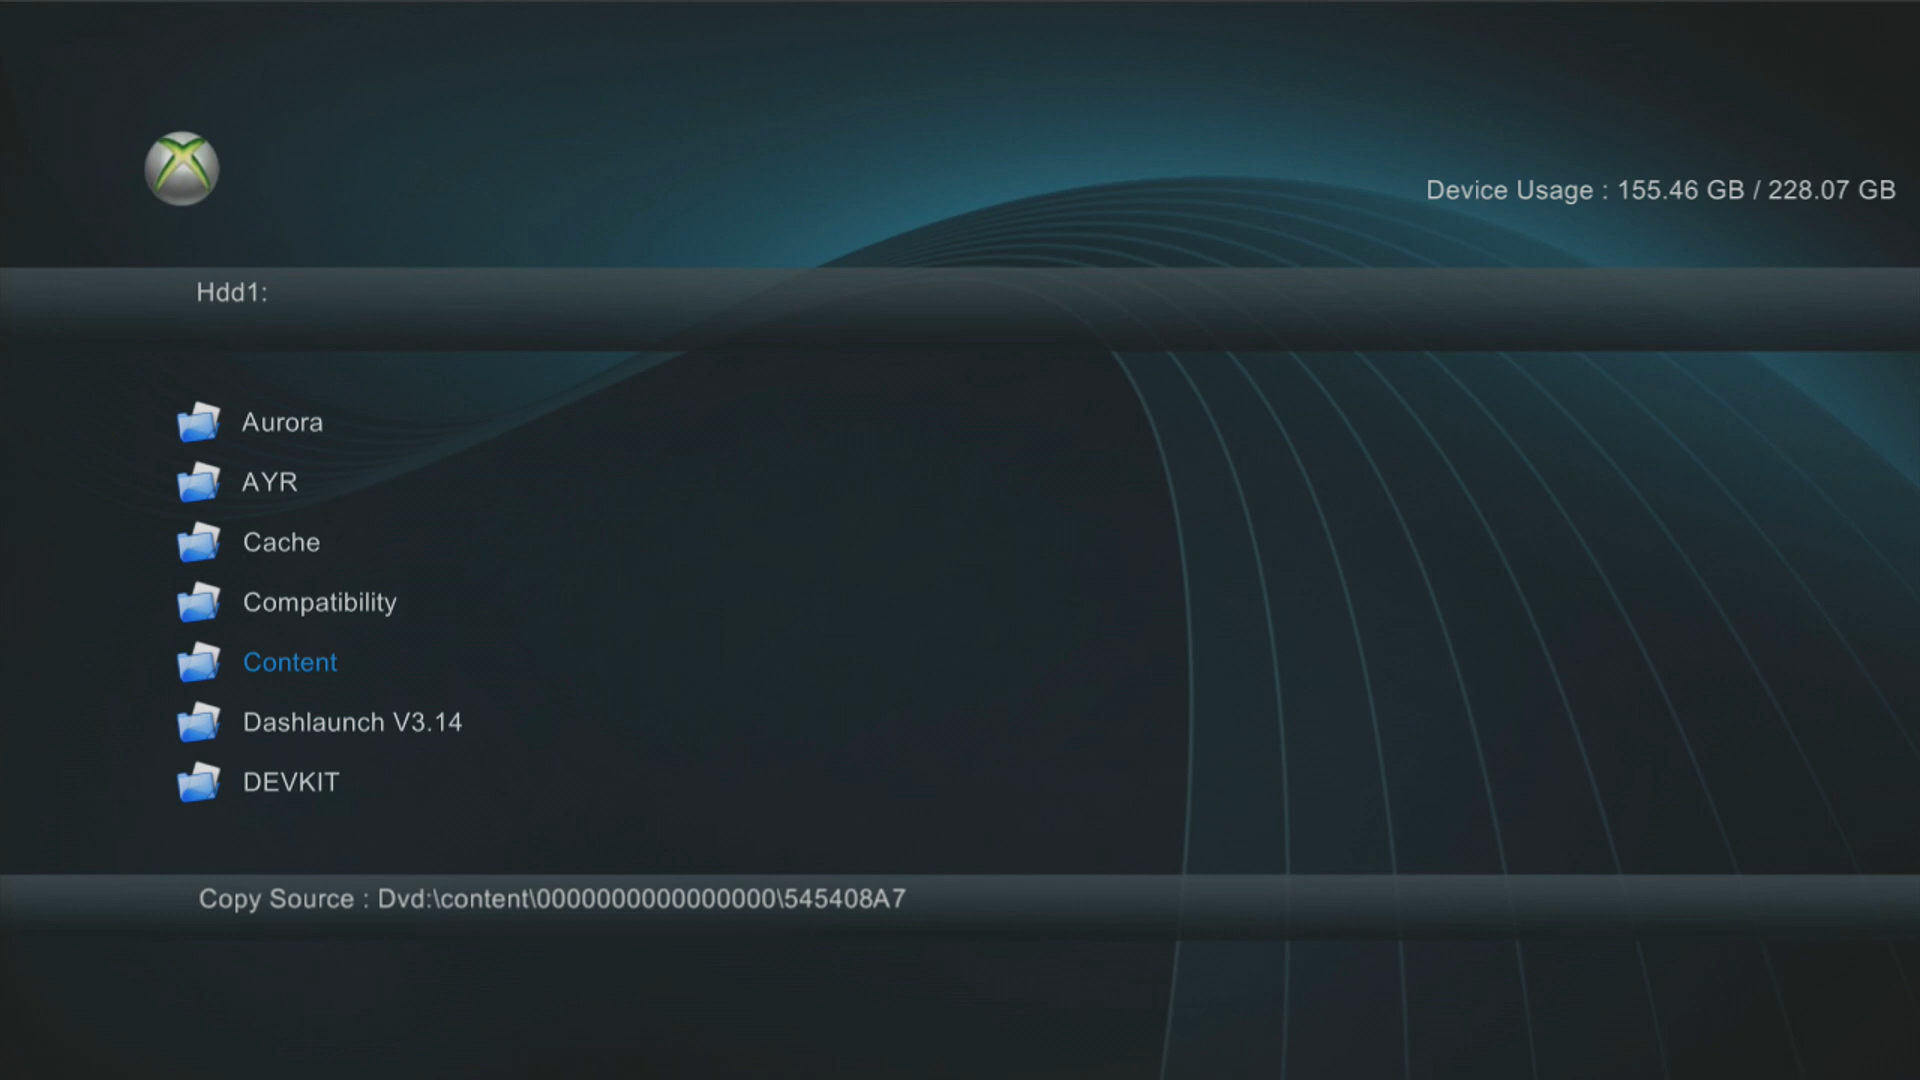 Device Usage : 155.46 GB / 228.07 GB
Hdd1:
Aurora
AYR
Cache
Compatibility
Content
Dashlaunch V3.14
DEVKIT
Copy Source : Dvd:\content\0000000000000000\545408A7